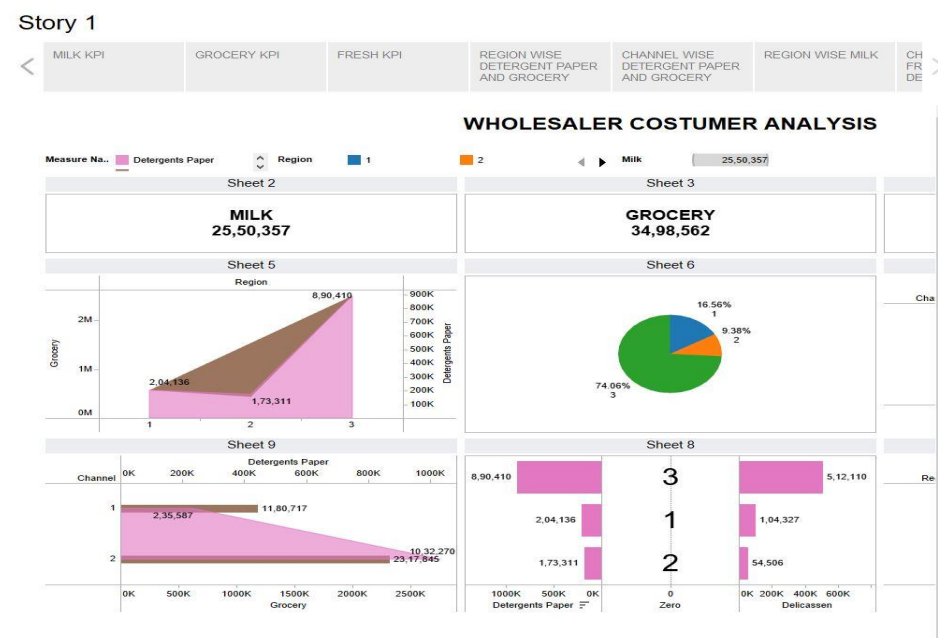 Story 1
MILK KPI
GROCERY KPI
FRESH KPI
REGION WISE
DETERGENT PAPER
AND GROCERY
CHANNEL WISE
DETERGENT PAPER
AND GROCERY
REGION WISE MILK
CH
FR
DE
WHOLESALER COSTUMER ANALYSIS
Measure Na.. Detergents Paper Region 1 2 Milk 25,50,357
Sheet 2
MILK
25,50,357
Sheet 3
GROCERY
34,98,562
Sheet 5
Region
8,90,410
2,04,136
1,73,311
Grocery
2M
1M
0M
900K
800K
700K
600K
500K
400K
300K
200K
100K
Detergents Paper
1 2 3
Sheet 6
16.56%
1
9.38%
2
74.06%
3
Cha
Sheet 9
Detergents Paper
Channel 0K 200K 400K 600K 800K 1000K
1 11,80,717
2,35,587
10,32,270
2 23,17,845
0K 500K 1000K 1500K 2000K 2500K
Grocery
Sheet 8
8,90,410 3 5,12,110
2,04,136 1 1,04,327
1,73,311 2 54,506
1000K 500K 0K 0 0K 200K 400K 600K
Detergents Paper Zero Delicassen
Re